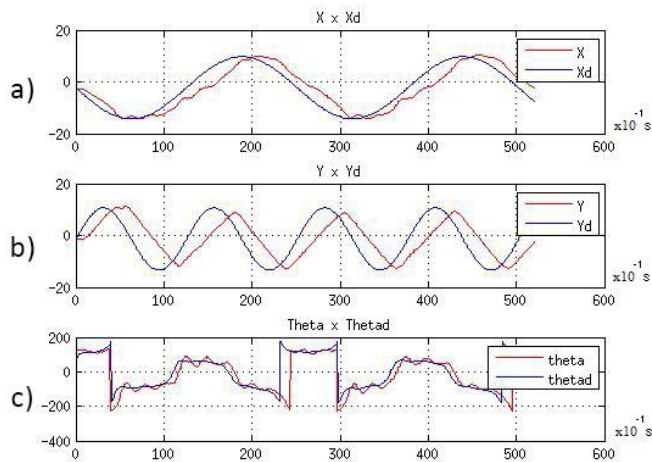 X x Xd
a)
20
0
-20
0 100 200 300 400 500 600
x10⁻¹ s
X
Xd
Y x Yd
b)
20
0
-20
0 100 200 300 400 500 600
x10⁻¹ s
Y
Yd
Theta x Thetad
c)
200
0
-200
-400
0 100 200 300 400 500 600
x10⁻¹ s
theta
thetad